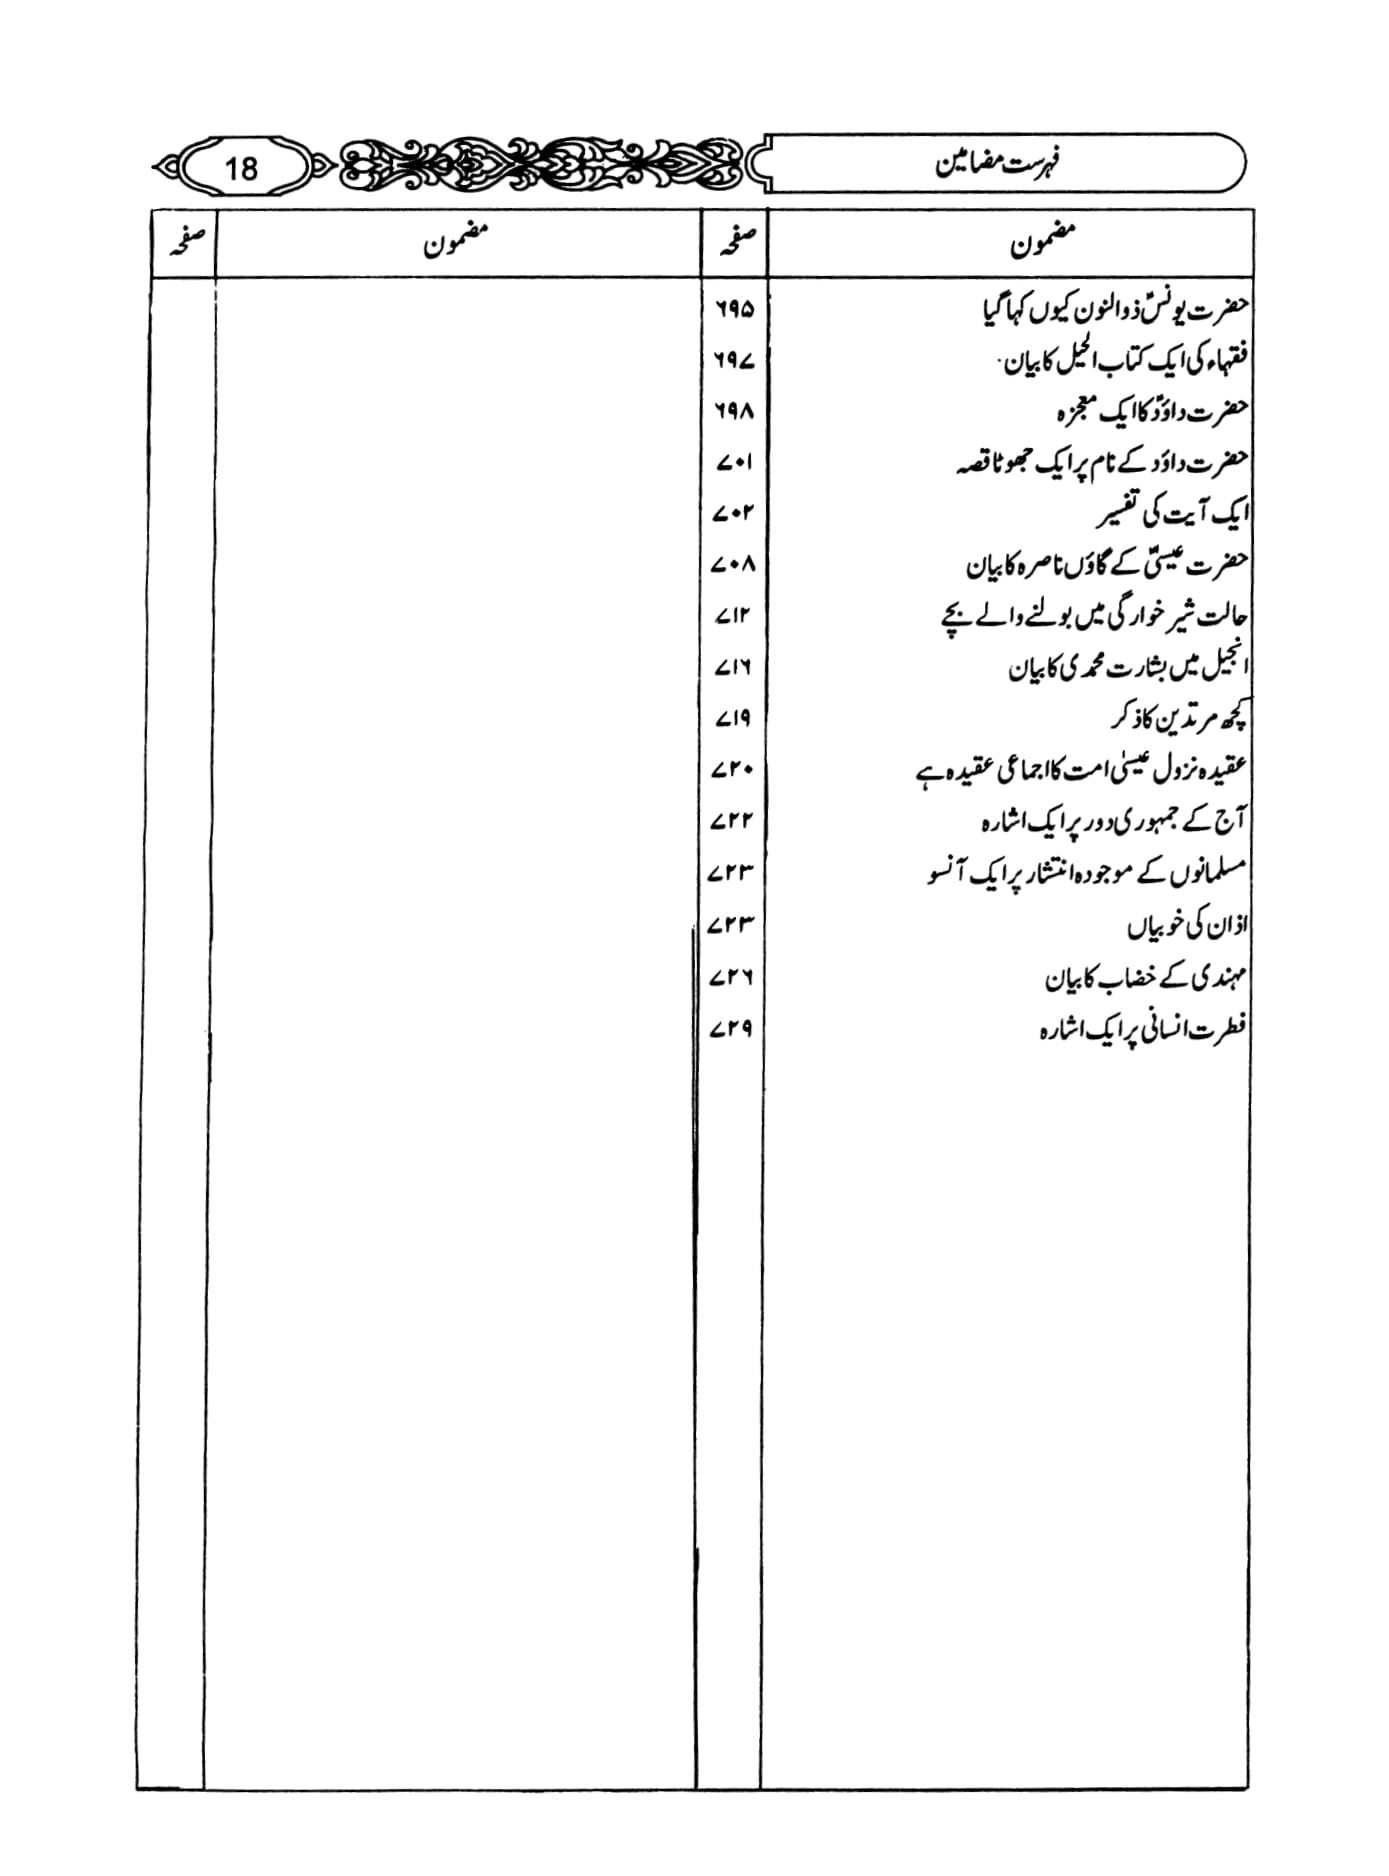 فہرست مضامین
18
مضمون صفحہ مضمون صفحہ
حضرت یونسؑ ذوالنون کیوں کہا گیا ۶۹۵
فقہاء کی ایک کتاب الحیل کا بیان ۶۹۷
حضرت داؤدؑ کا ایک معجزہ ۶۹۸
حضرت داؤد کے نام پر ایک جھوٹا قصہ ۷۰۱
ایک آیت کی تفسیر ۷۰۲
حضرت عیسیٰؑ کے گاؤں ناصرہ کا بیان ۷۰۸
حالت شیر خوارگی میں بولنے والے بچے ۷۱۲
انجیل میں بشارت محمدی کا بیان ۷۱۶
کچھ مرتدین کا ذکر ۷۱۹
عقیدہ نزول عیسیٰ امت کا اجماعی عقیدہ ہے ۷۲۰
آج کے جمہوری دور پر ایک اشارہ ۷۲۲
مسلمانوں کے موجودہ انتشار پر ایک آنسو ۷۲۳
اذان کی خوبیاں ۷۲۳
مہندی کے خضاب کا بیان ۷۲۶
فطرت انسانی پر ایک اشارہ ۷۲۹